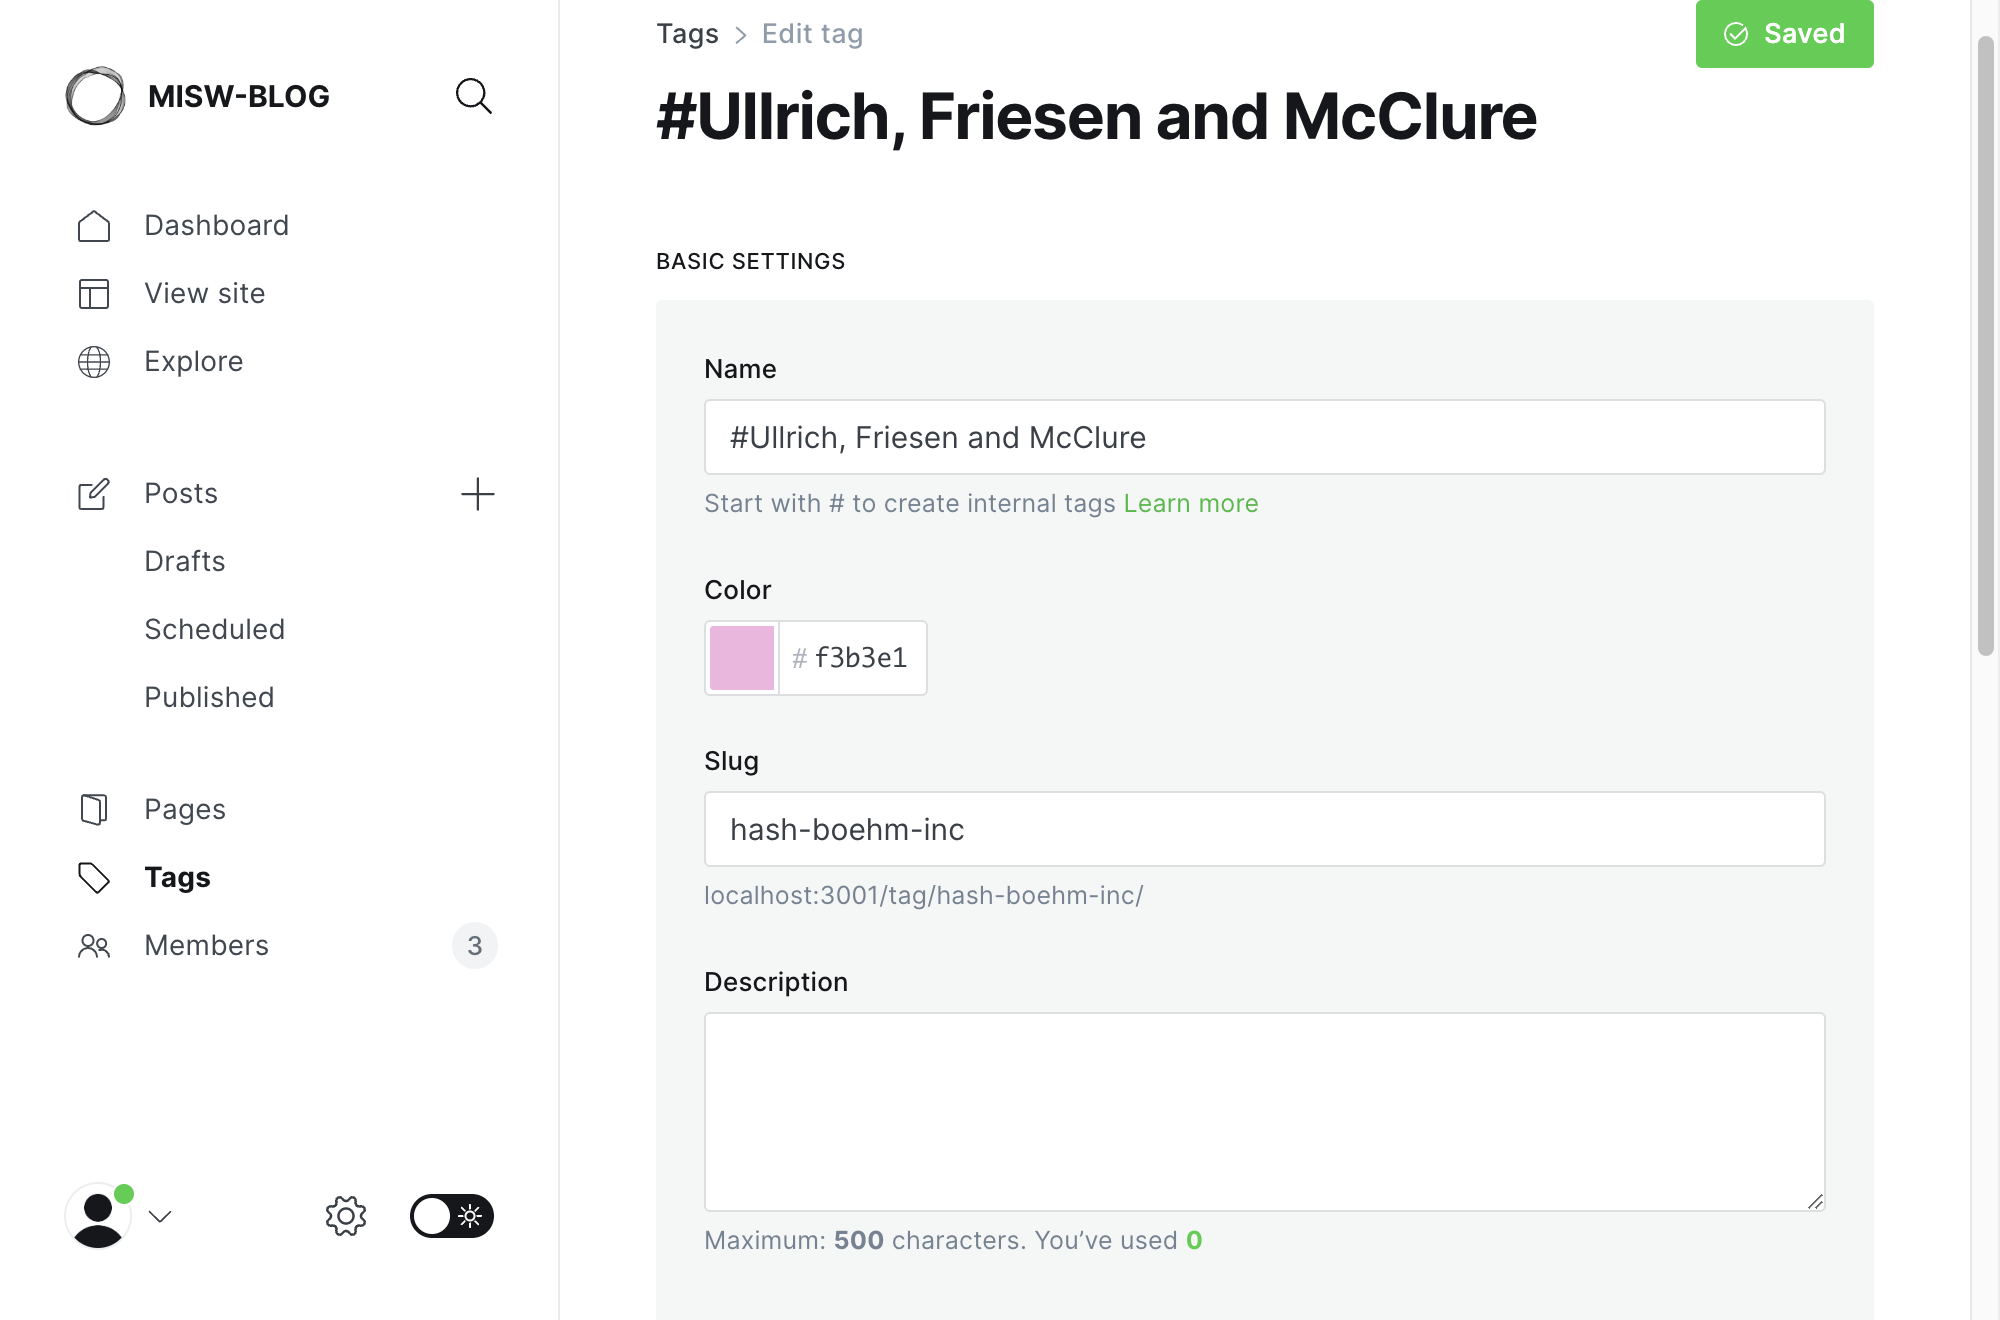 MISW-BLOG
Dashboard
View site
Explore
Posts
Drafts
Scheduled
Published
Pages
Tags
Members 3
Tags > Edit tag
Saved
#Ullrich, Friesen and McClure
BASIC SETTINGS
Name
#Ullrich, Friesen and McClure
Start with # to create internal tags Learn more
Color
# f3b3e1
Slug
hash-boehm-inc
localhost:3001/tag/hash-boehm-inc/
Description
Maximum: 500 characters. You’ve used 0